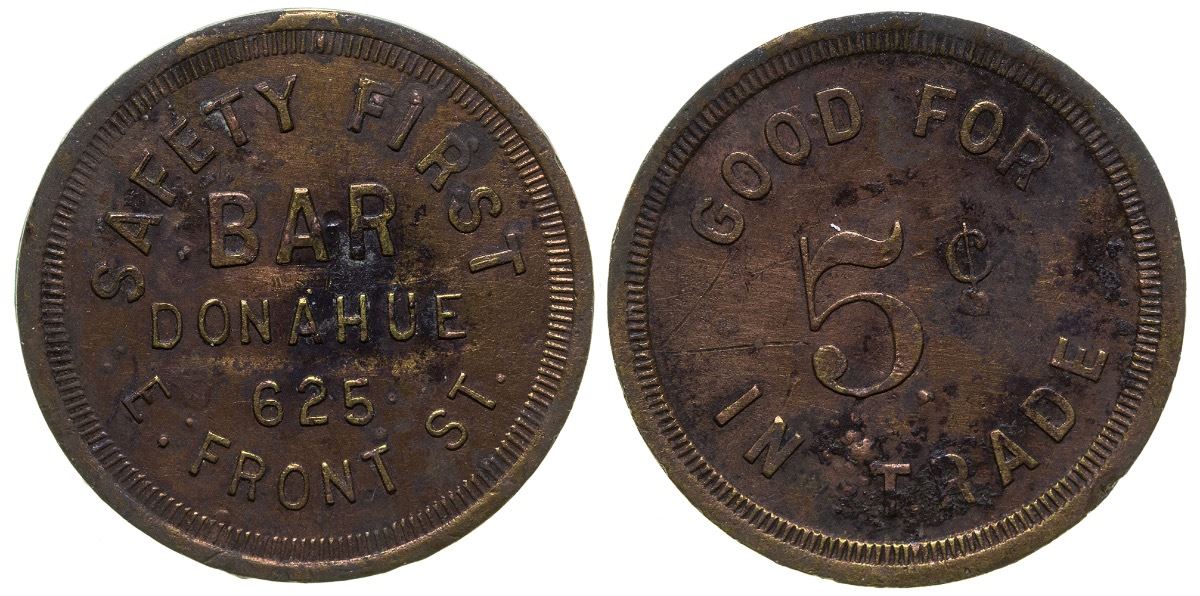 SAFETY FIRST
BAR
DONAHUE
625
E. FRONT ST.
GOOD FOR
5¢
IN TRADE